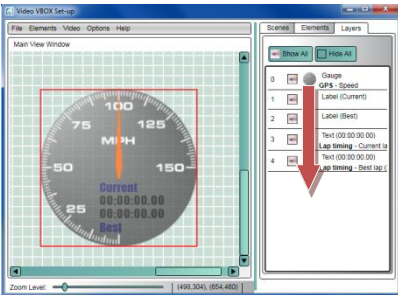 Video VBOX Set-up
File Elements Video Options Help
Main View Window
100
75 125
MPH
50 150
25
Current
00:00:00.00
00:00:00.00
Best
Zoom Level: (498,304), (654,460)
Scenes Elements Layers
Show All Hide All
0 Gauge
GPS - Speed
1 Label (Current)
2 Label (Best)
3 Text (00:00:00.00)
Lap timing - Current la
4 Text (00:00:00.00)
Lap timing - Best lap (